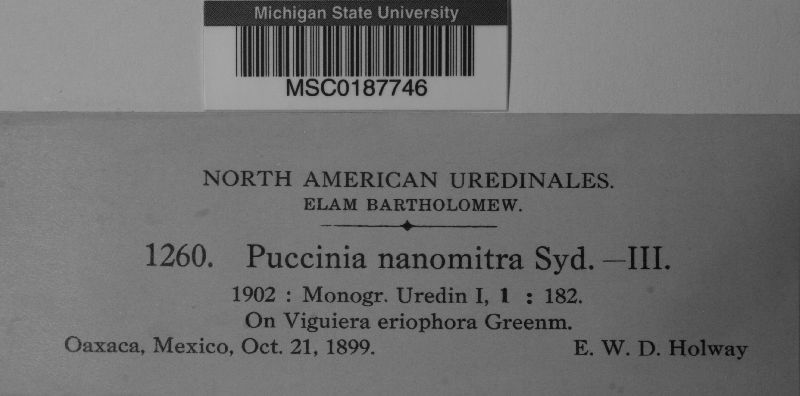 Michigan State University
MSC0187746
NORTH AMERICAN UREDINALES.
ELAM BARTHOLOMEW.
1260. Puccinia nanomitra Syd. —III.
1902 : Monogr. Uredin I, 1 : 182.
On Viguiera eriophora Greenm.
Oaxaca, Mexico, Oct. 21, 1899. E. W. D. Holway